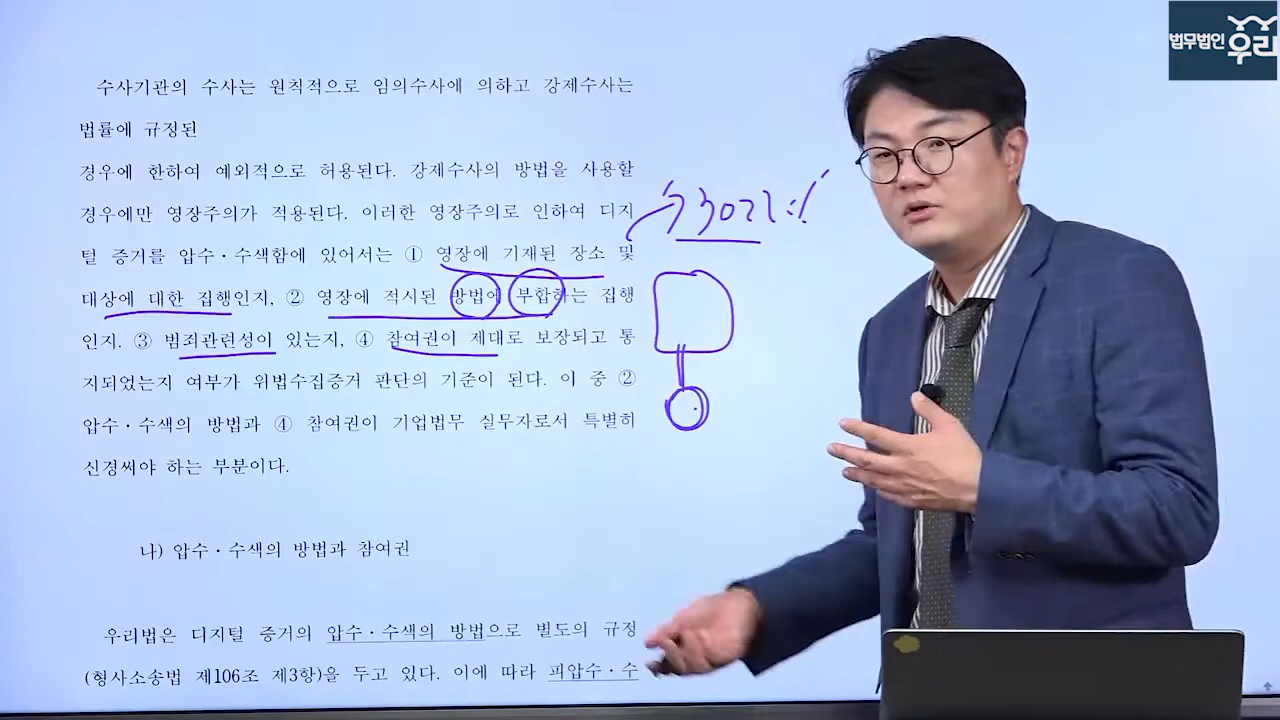 법무법인
우리
수사기관의 수사는 원칙적으로 임의수사에 의하고 강제수사는
법률에 규정된
경우에 한하여 예외적으로 허용된다. 강제수사의 방법을 사용할
경우에만 영장주의가 적용된다. 이러한 영장주의로 인하여 디지
털 증거를 압수·수색함에 있어서는 ① 영장에 기재된 장소 및
대상에 대한 집행인지, ② 영장에 적시된 방법에 부합하는 집행
인지. ③ 범죄관련성이 있는지, ④ 참여권이 제대로 보장되고 통
지되었는지 여부가 위법수집증거 판단의 기준이 된다. 이 중 ②
압수·수색의 방법과 ④ 참여권이 기업법무 실무자로서 특별히
신경써야 하는 부분이다.
나) 압수·수색의 방법과 참여권
우리법은 디지털 증거의 압수·수색의 방법으로 별도의 규정
(형사소송법 제106조 제3항)을 두고 있다. 이에 따라 피압수·수